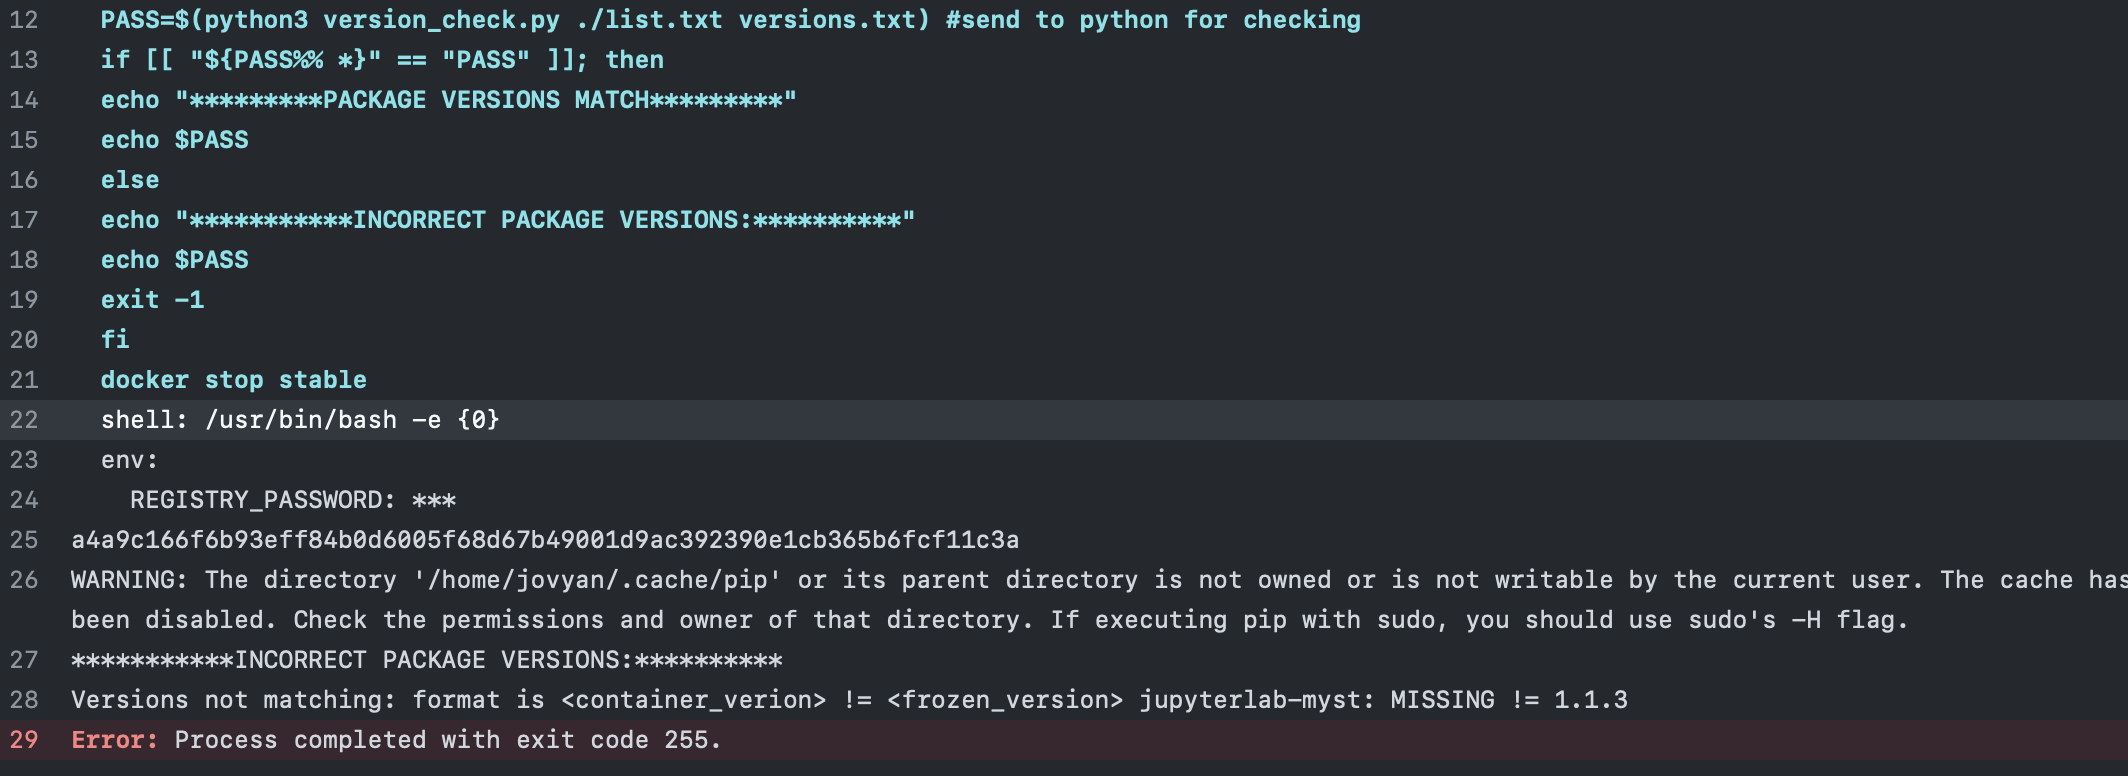 12 PASS=$(python3 version_check.py ./list.txt versions.txt) #send to python for checking
13 if [[ "${PASS%% *}" == "PASS" ]]; then
14 echo "*********PACKAGE VERSIONS MATCH*********"
15 echo $PASS
16 else
17 echo "***********INCORRECT PACKAGE VERSIONS:**********"
18 echo $PASS
19 exit -1
20 fi
21 docker stop stable
22 shell: /usr/bin/bash -e {0}
23 env:
24 REGISTRY_PASSWORD: ***
25 a4a9c166f6b93eff84b0d6005f68d67b49001d9ac392390e1cb365b6fcf11c3a
26 WARNING: The directory '/home/jovyan/.cache/pip' or its parent directory is not owned or is not writable by the current user. The cache has
been disabled. Check the permissions and owner of that directory. If executing pip with sudo, you should use sudo's -H flag.
27 ***********INCORRECT PACKAGE VERSIONS:**********
28 Versions not matching: format is <container_verion> != <frozen_version> jupyterlab-myst: MISSING != 1.1.3
29 Error: Process completed with exit code 255.